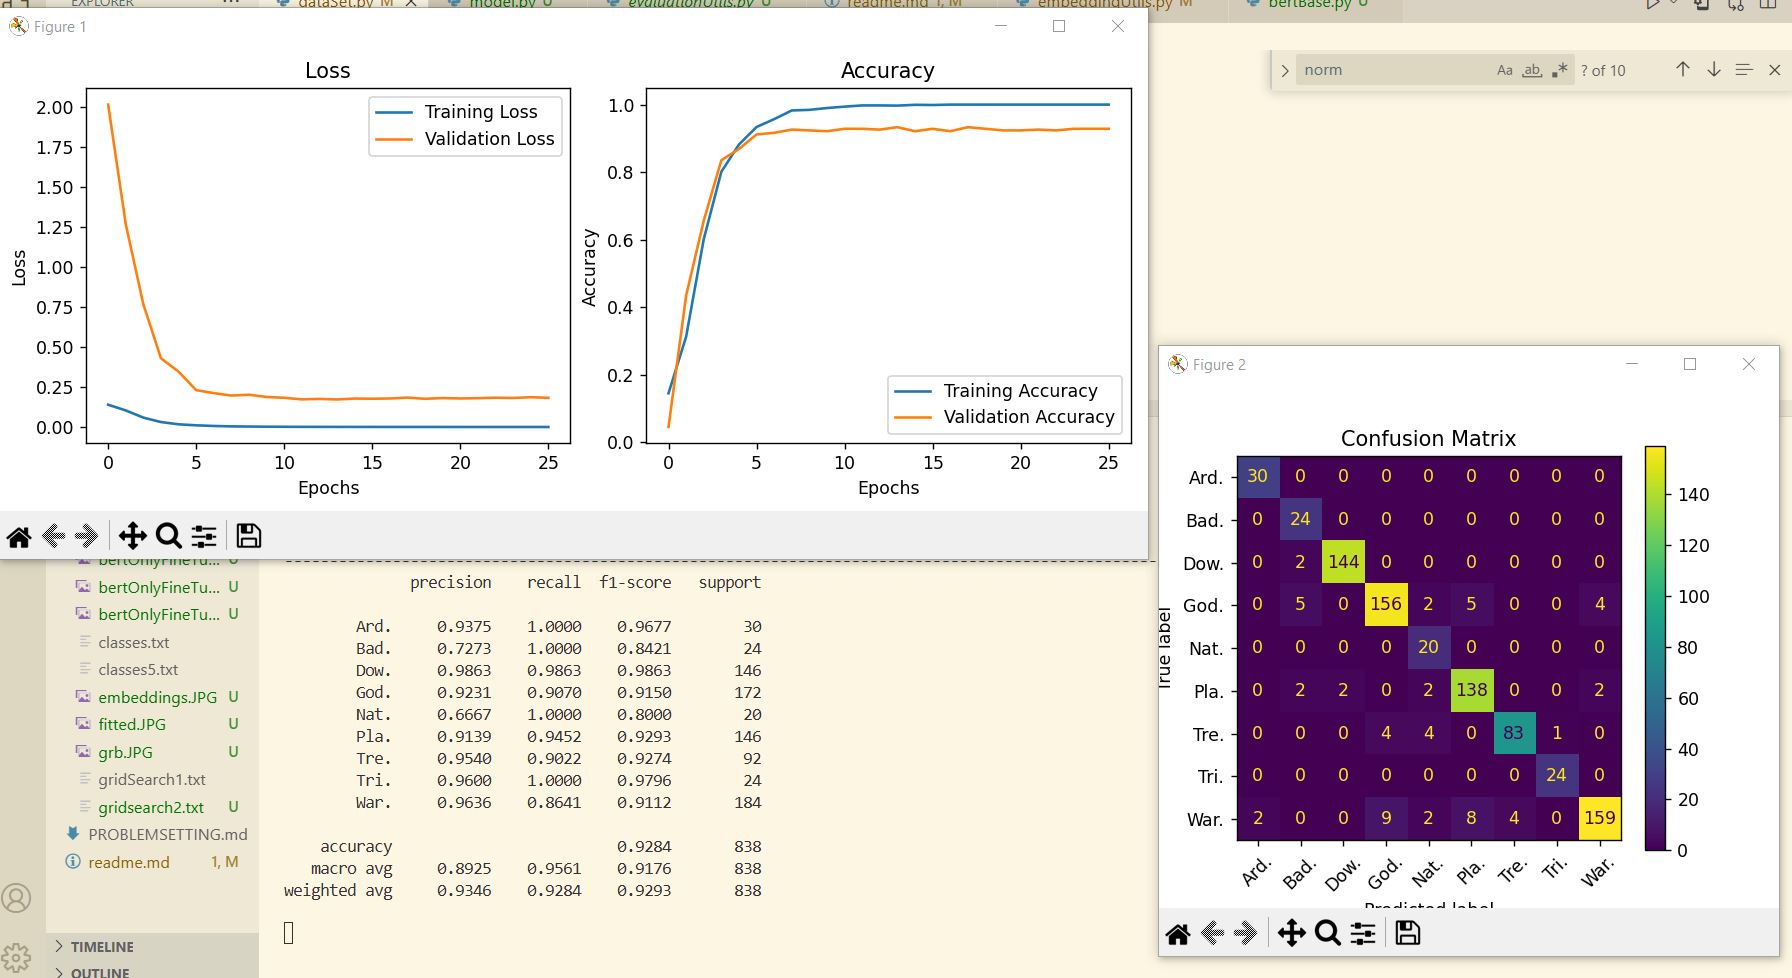 EXPLORER
dataSet.py M
model.py U
evaluationUtils.py U
readme.md 1, M
embeddingUtils.py M
bertBase.py U
Figure 1
norm
Aa
ab
? of 10
Loss
2.00
1.75
1.50
1.25
1.00
0.75
0.50
0.25
0.00
Loss
Training Loss
Validation Loss
0 5 10 15 20 25
Epochs
Accuracy
1.0
0.8
0.6
0.4
0.2
0.0
Accuracy
Training Accuracy
Validation Accuracy
0 5 10 15 20 25
Epochs
bertOnlyFineTu... U
bertOnlyFineTu... U
bertOnlyFineTu... U
classes.txt
classes5.txt
embeddings.JPG U
fitted.JPG U
grb.JPG U
gridSearch1.txt
gridsearch2.txt U
PROBLEMSETTING.md
readme.md 1, M
TIMELINE
OUTLINE
precision recall f1-score support
Ard. 0.9375 1.0000 0.9677 30
Bad. 0.7273 1.0000 0.8421 24
Dow. 0.9863 0.9863 0.9863 146
God. 0.9231 0.9070 0.9150 172
Nat. 0.6667 1.0000 0.8000 20
Pla. 0.9139 0.9452 0.9293 146
Tre. 0.9540 0.9022 0.9274 92
Tri. 0.9600 1.0000 0.9796 24
War. 0.9636 0.8641 0.9112 184
accuracy 0.9284 838
macro avg 0.8925 0.9561 0.9176 838
weighted avg 0.9346 0.9284 0.9293 838
Figure 2
Confusion Matrix
True label
Ard. 30 0 0 0 0 0 0 0 0
Bad. 0 24 0 0 0 0 0 0 0
Dow. 0 2 144 0 0 0 0 0 0
God. 0 5 0 156 2 5 0 0 4
Nat. 0 0 0 0 20 0 0 0 0
Pla. 0 2 2 0 2 138 0 0 2
Tre. 0 0 0 4 4 0 83 1 0
Tri. 0 0 0 0 0 0 0 24 0
War. 2 0 0 9 2 8 4 0 159
Ard. Bad. Dow. God. Nat. Pla. Tre. Tri. War.
Predicted label
140
120
100
80
60
40
20
0